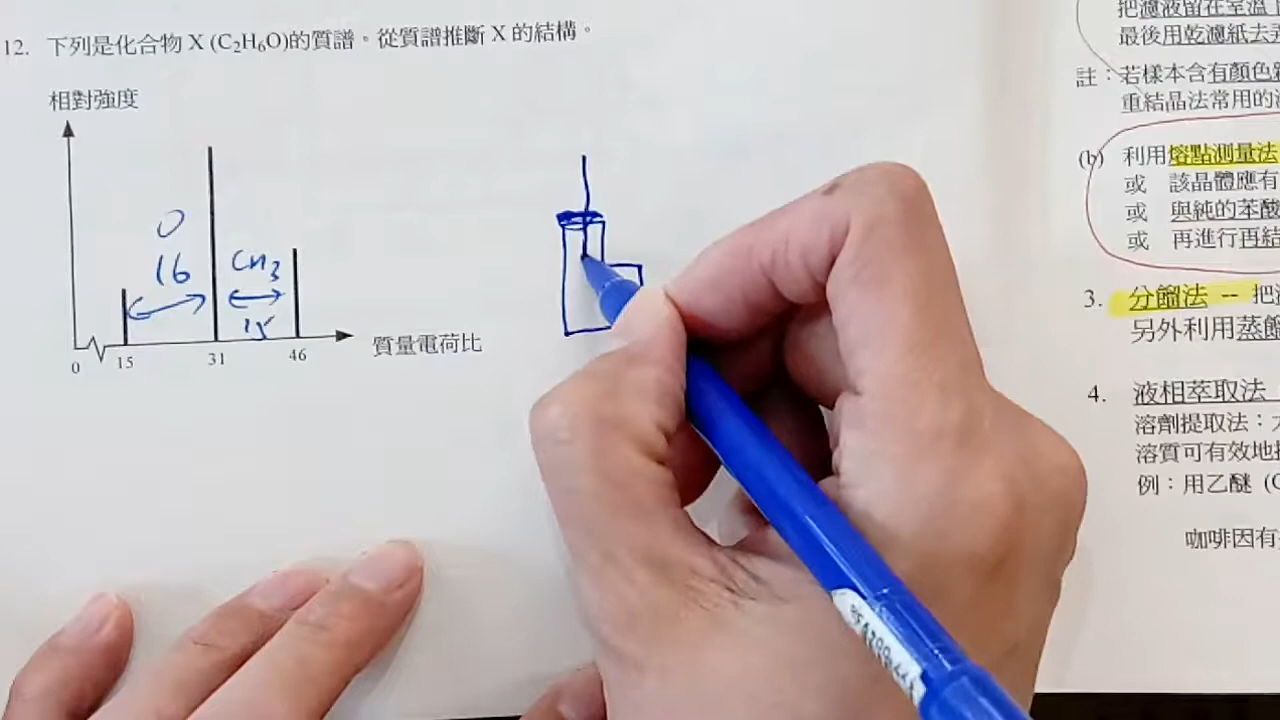 12. 下列是化合物 X (C₂H₆O)的質譜。從質譜推斷 X 的結構。
相對強度
O
16
CH₃
15
質量電荷比
0 15 31 46
把濾液留在室溫
最後用乾濾紙去
註：若樣本含有顏色
重結晶法常用的
(b) 利用熔點測量法
或 該晶體應有
或 與純的苯
或 再進行再結
3. 分餾法 -- 把
另外利用蒸餾
4. 液相萃取法
溶劑提取法：
溶質可有效地
例：用乙醚 (
咖啡因有